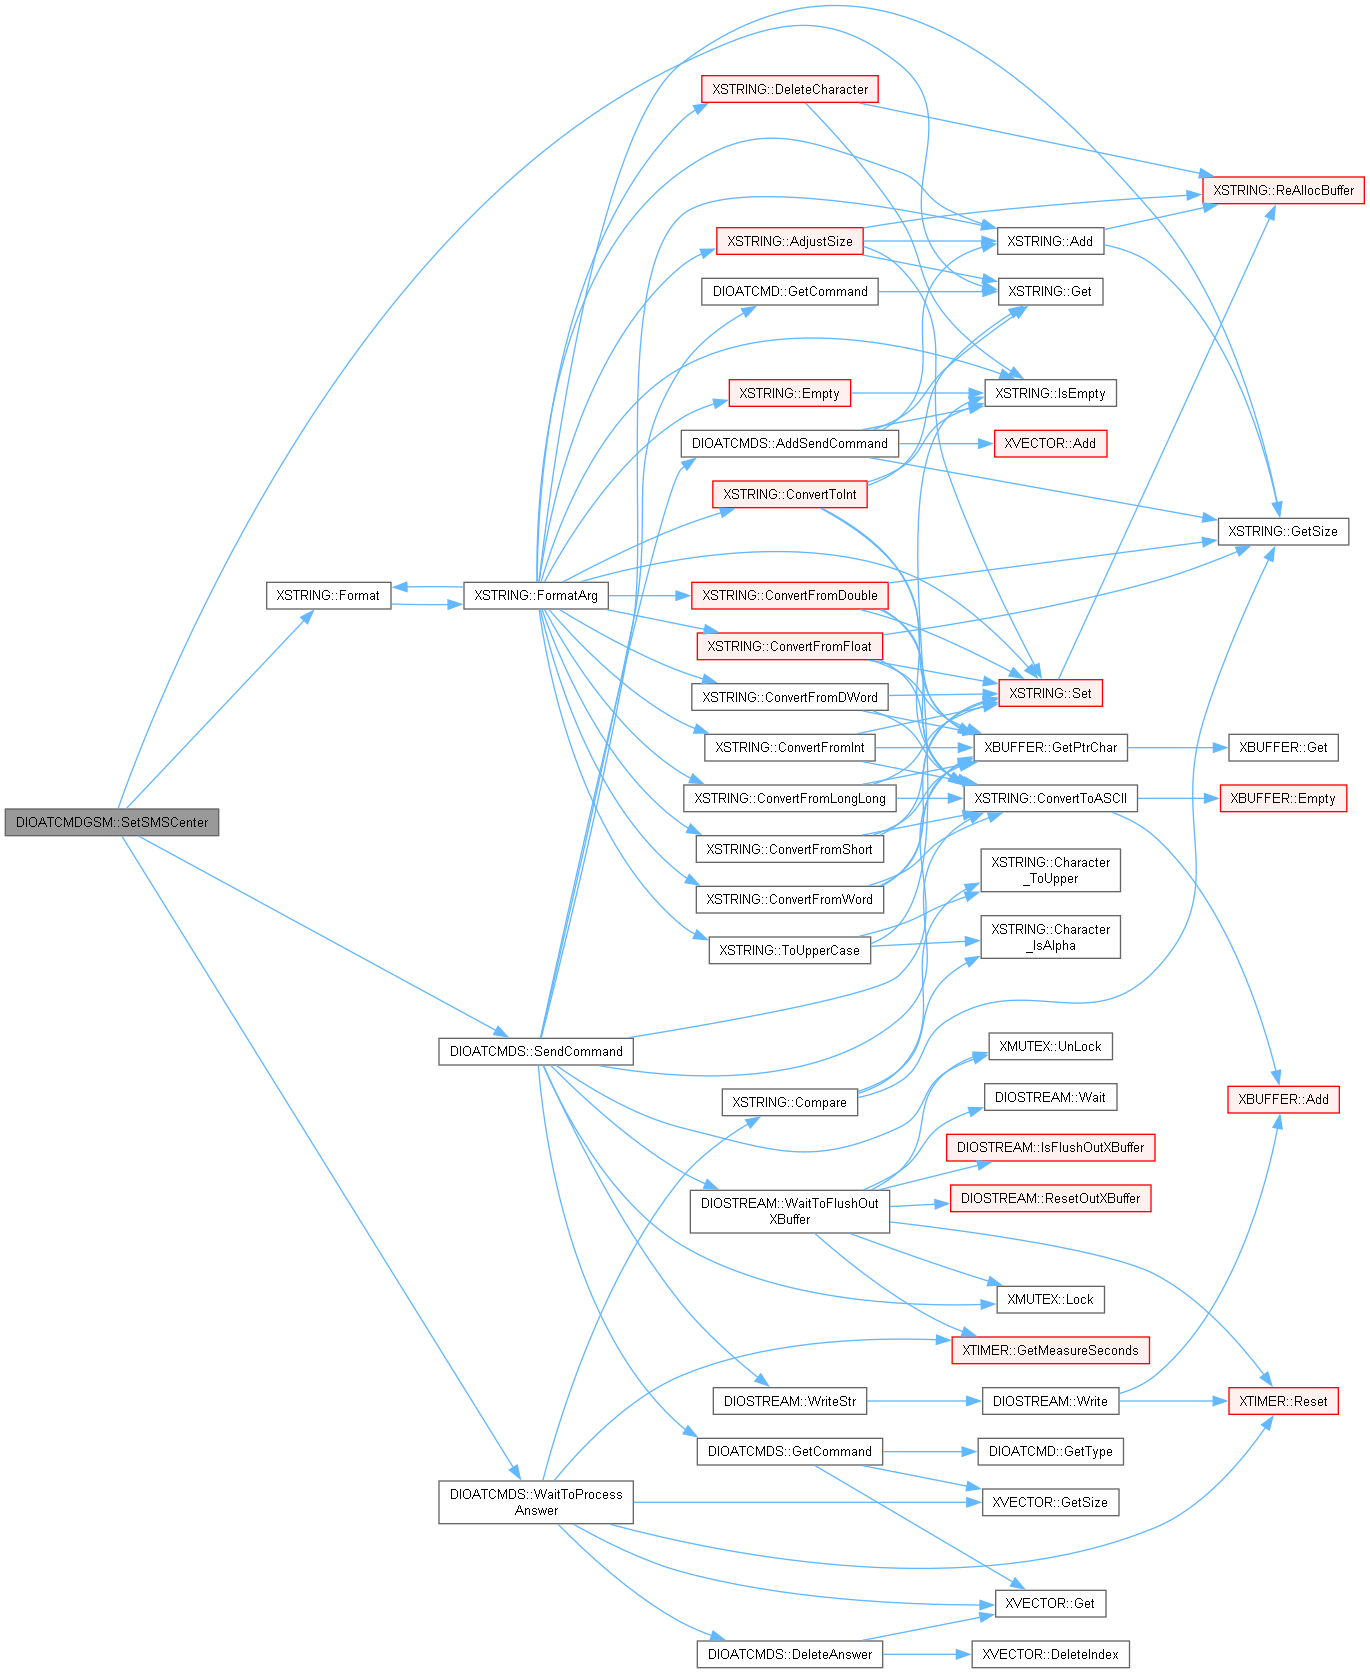 DIOATCMDGSM::SetSMSCenter
XSTRING::Format
XSTRING::FormatArg
DIOATCMDS::SendCommand
DIOATCMDS::WaitToProcess
Answer
XSTRING::DeleteCharacter
XSTRING::AdjustSize
DIOATCMD::GetCommand
XSTRING::Empty
DIOATCMDS::AddSendCommand
XSTRING::ConvertToInt
XSTRING::ConvertFromDouble
XSTRING::ConvertFromFloat
XSTRING::ConvertFromDWord
XSTRING::ConvertFromInt
XSTRING::ConvertFromLongLong
XSTRING::ConvertFromShort
XSTRING::ConvertFromWord
XSTRING::ToUpperCase
XSTRING::Compare
DIOSTREAM::WaitToFlushOut
XBuffer
DIOSTREAM::WriteStr
DIOATCMDS::GetCommand
DIOATCMDS::DeleteAnswer
XSTRING::Add
XSTRING::Get
XSTRING::IsEmpty
XVECTOR::Add
XSTRING::Set
XBUFFER::GetPtrChar
XSTRING::ConvertToASCII
XSTRING::Character
_ToUpper
XSTRING::Character
_IsAlpha
XMUTEX::UnLock
DIOSTREAM::Wait
DIOSTREAM::IsFlushOutXBuffer
DIOSTREAM::ResetOutXBuffer
XMUTEX::Lock
XTIMER::GetMeasureSeconds
DIOSTREAM::Write
DIOATCMD::GetType
XVECTOR::GetSize
XVECTOR::Get
XVECTOR::DeleteIndex
XSTRING::ReAllocBuffer
XSTRING::GetSize
XBUFFER::Get
XBUFFER::Empty
XBUFFER::Add
XTIMER::Reset